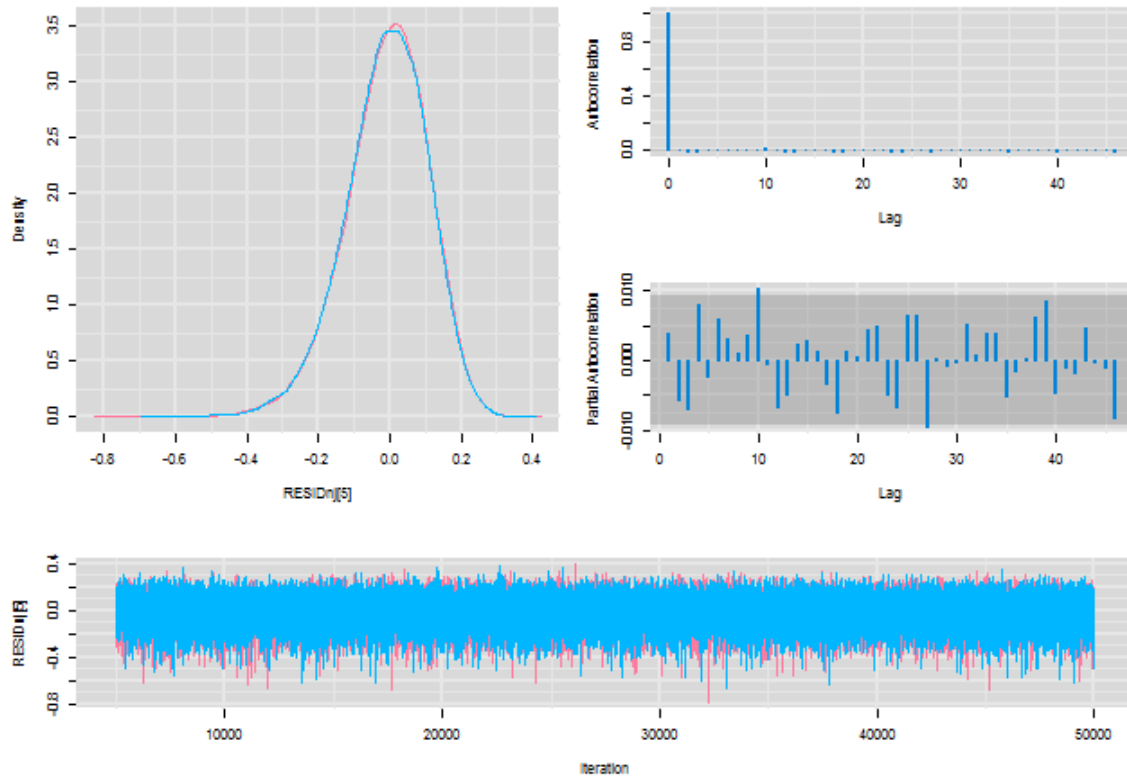 3.5
3.0
2.5
2.0
1.5
1.0
0.5
0.0
Density
-0.8 -0.6 -0.4 -0.2 0.0 0.2 0.4
RESIDnj[5]
0.8
0.4
0.0
Autocorrelation
0 10 20 30 40
Lag
0.010
0.000
-0.010
Partial Autocorrelation
0 10 20 30 40
Lag
0.4
0.0
-0.4
-0.8
RESIDnj[5]
10000 20000 30000 40000 50000
Iteration